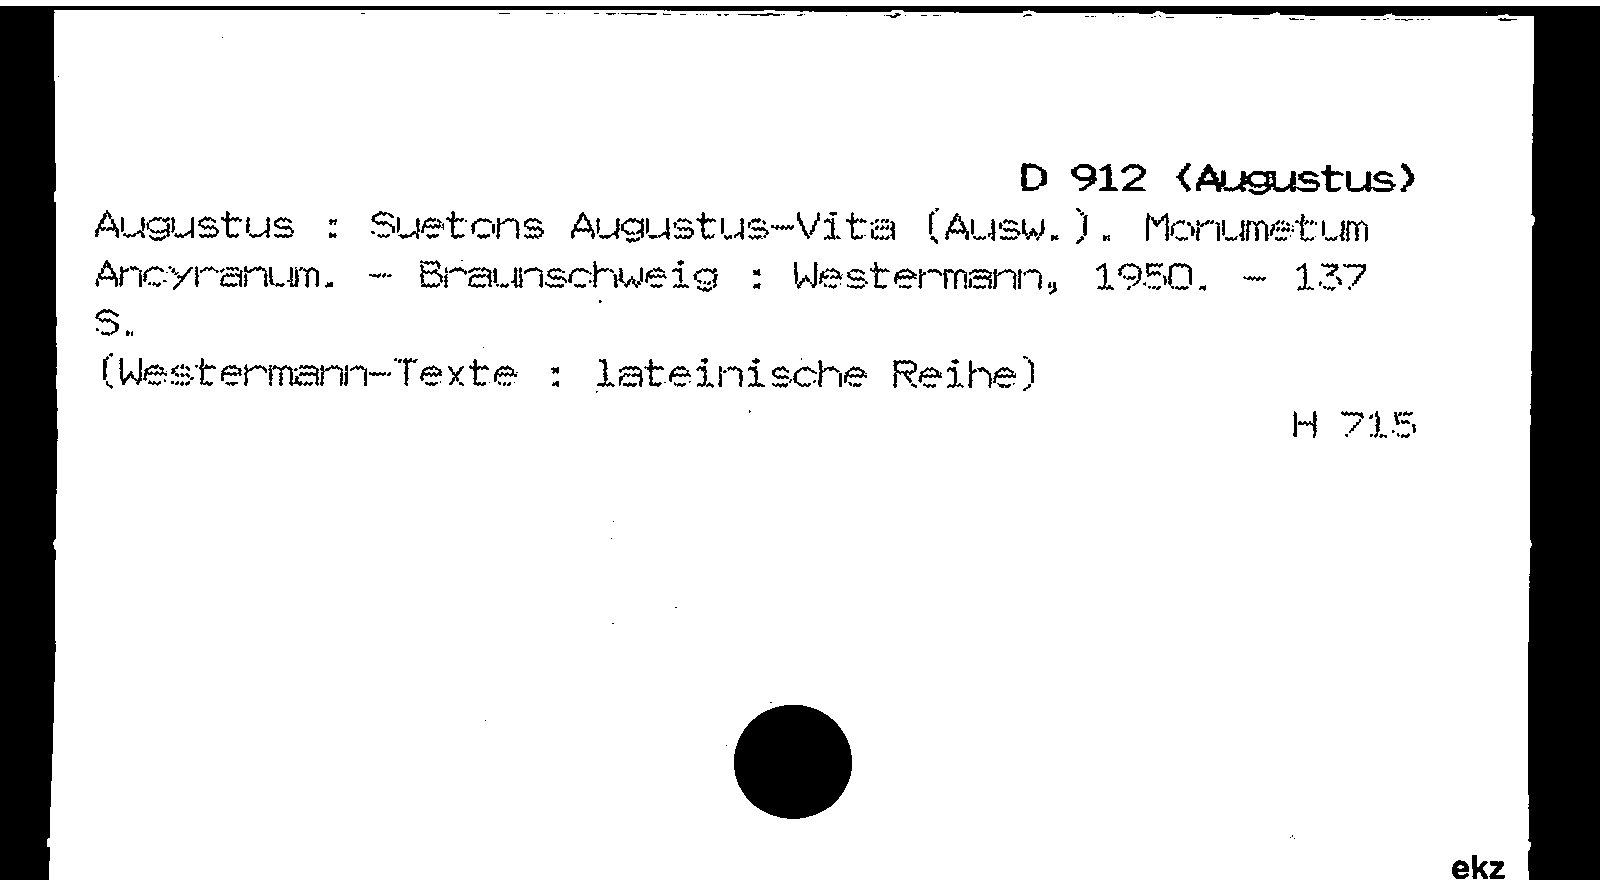 D 912 (Augustus)
Augustus : Suetons Augustus-Vita (Ausw.). Monumetum
Ancyranum. - Braunschweig : Westermann, 1950. - 137
S.
(Westermann-Texte : lateinische Reihe)
H 715
ekz